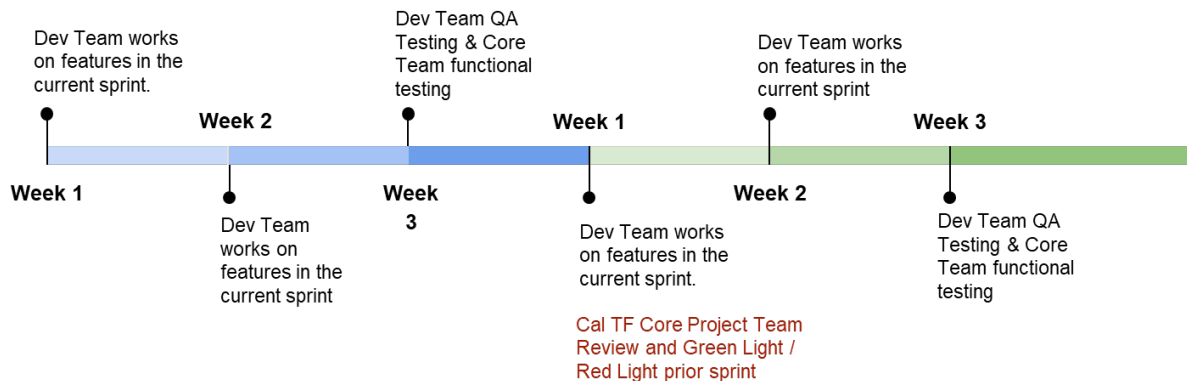 Dev Team works
on features in the
current sprint.
Week 1
Week 2
Dev Team
works on
features in the
current sprint
Dev Team QA
Testing & Core
Team functional
testing
Week
3
Week 1
Dev Team works
on features in the
current sprint.
Cal TF Core Project Team
Review and Green Light /
Red Light prior sprint
Dev Team works
on features in the
current sprint
Week 2
Week 3
Dev Team QA
Testing & Core
Team functional
testing